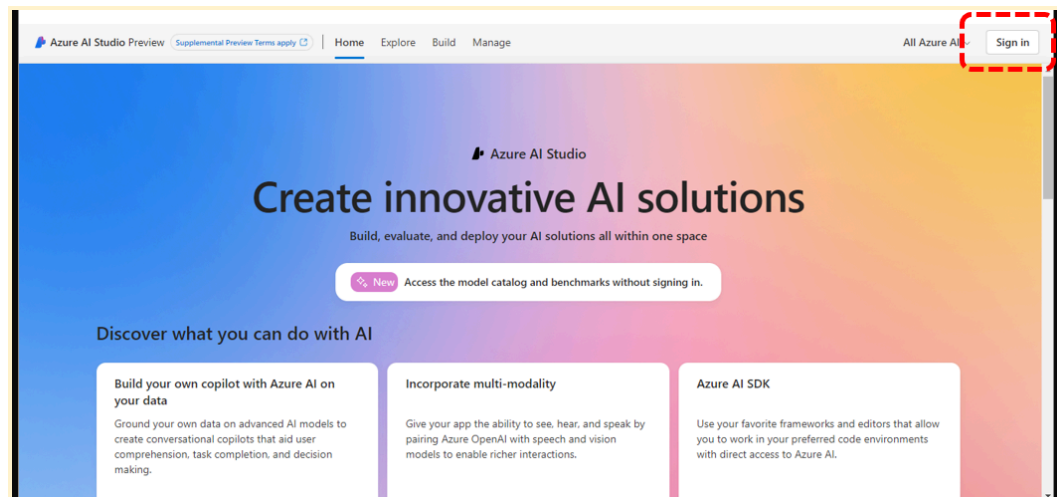 Azure AI Studio Preview Supplemental Preview Terms apply Home Explore Build Manage All Azure AI Sign in
Azure AI Studio
Create innovative AI solutions
Build, evaluate, and deploy your AI solutions all within one space
New Access the model catalog and benchmarks without signing in.
Discover what you can do with AI
Build your own copilot with Azure AI on
your data
Ground your own data on advanced AI models to
create conversational copilots that aid user
comprehension, task completion, and decision
making.
Incorporate multi-modality
Give your app the ability to see, hear, and speak by
pairing Azure OpenAI with speech and vision
models to enable richer interactions.
Azure AI SDK
Use your favorite frameworks and editors that allow
you to work in your preferred code environments
with direct access to Azure AI.